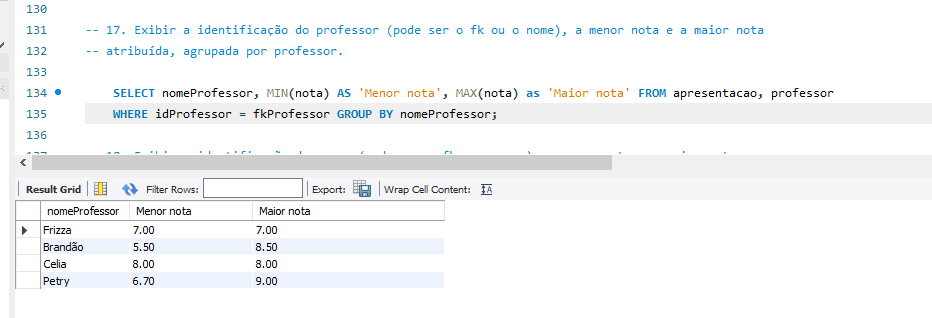 130
131 -- 17. Exibir a identificação do professor (pode ser o fk ou o nome), a menor nota e a maior nota
132 -- atribuída, agrupada por professor.
133
134 SELECT nomeProfessor, MIN(nota) AS 'Menor nota', MAX(nota) as 'Maior nota' FROM apresentacao, professor
135 WHERE idProfessor = fkProfessor GROUP BY nomeProfessor;
136
Result Grid Filter Rows: Export: Wrap Cell Content:
nomeProfessor Menor nota Maior nota
Frizza 7.00 7.00
Brandão 5.50 8.50
Celia 8.00 8.00
Petry 6.70 9.00